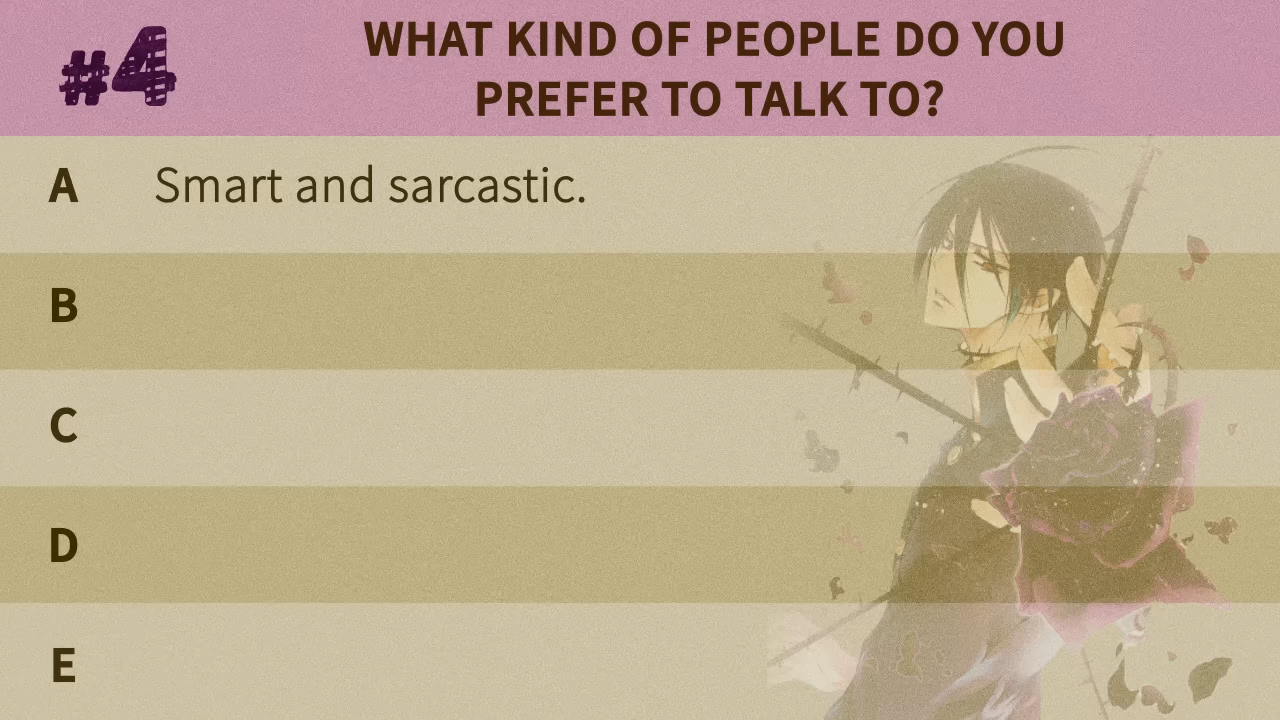 #4
WHAT KIND OF PEOPLE DO YOU
PREFER TO TALK TO?
A Smart and sarcastic.
B
C
D
E